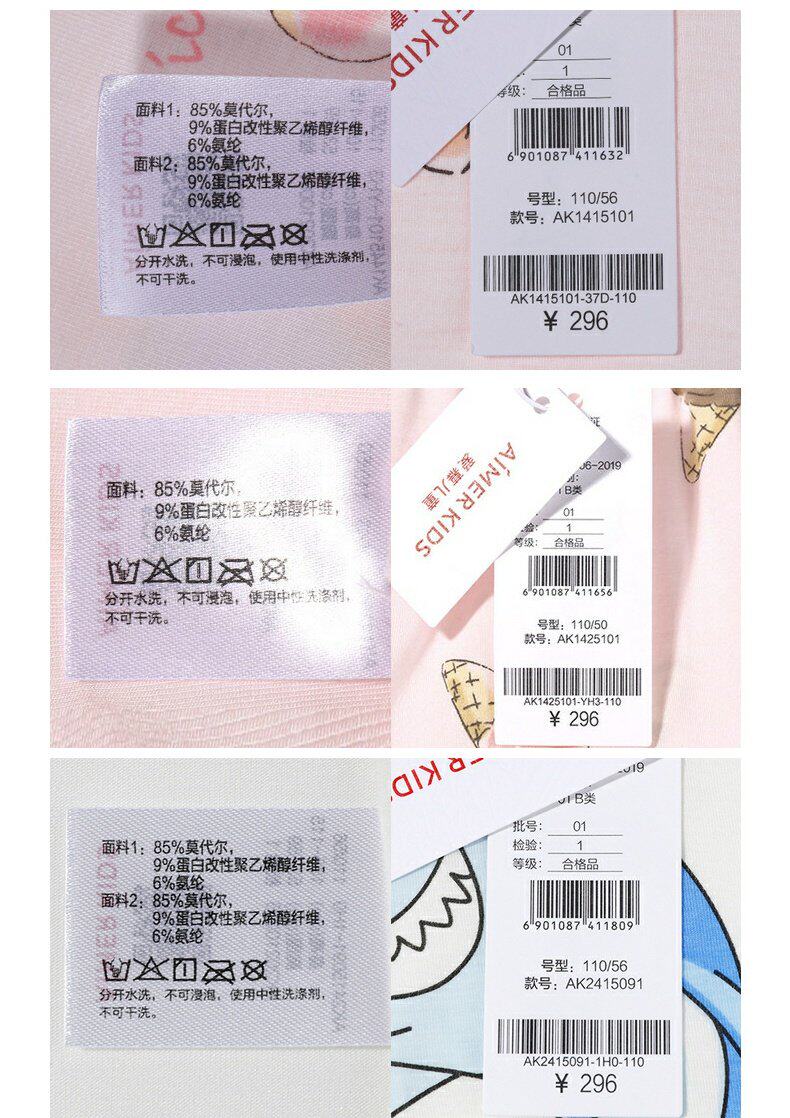 面料1：85%莫代尔，
9%蛋白改性聚乙烯醇纤维，
6%氨纶
面料2：85%莫代尔，
9%蛋白改性聚乙烯醇纤维，
6%氨纶
分开水洗，不可浸泡，使用中性洗涤剂，
不可干洗。
AIMER KIDS
类
01
1
等级：合格品
6 901087 411632
号型：110/56
款号：AK1415101
AK1415101-37D-110
¥ 296
面料：85%莫代尔，
9%蛋白改性聚乙烯醇纤维，
6%氨纶
分开水洗，不可浸泡，使用中性洗涤剂，
不可干洗。
AIMER KIDS
爱慕儿童
证
06-2019
B类
01
验：1
等级：合格品
6 901087 411656
号型：110/50
款号：AK1425101
AK1425101-YH3-110
¥ 296
面料1：85%莫代尔，
9%蛋白改性聚乙烯醇纤维，
6%氨纶
面料2：85%莫代尔，
9%蛋白改性聚乙烯醇纤维，
6%氨纶
分开水洗，不可浸泡，使用中性洗涤剂，
不可干洗。
ER KIDS
2019
B类
批号：01
检验：1
等级：合格品
6 901087 411809
号型：110/56
款号：AK2415091
AK2415091-1H0-110
¥ 296